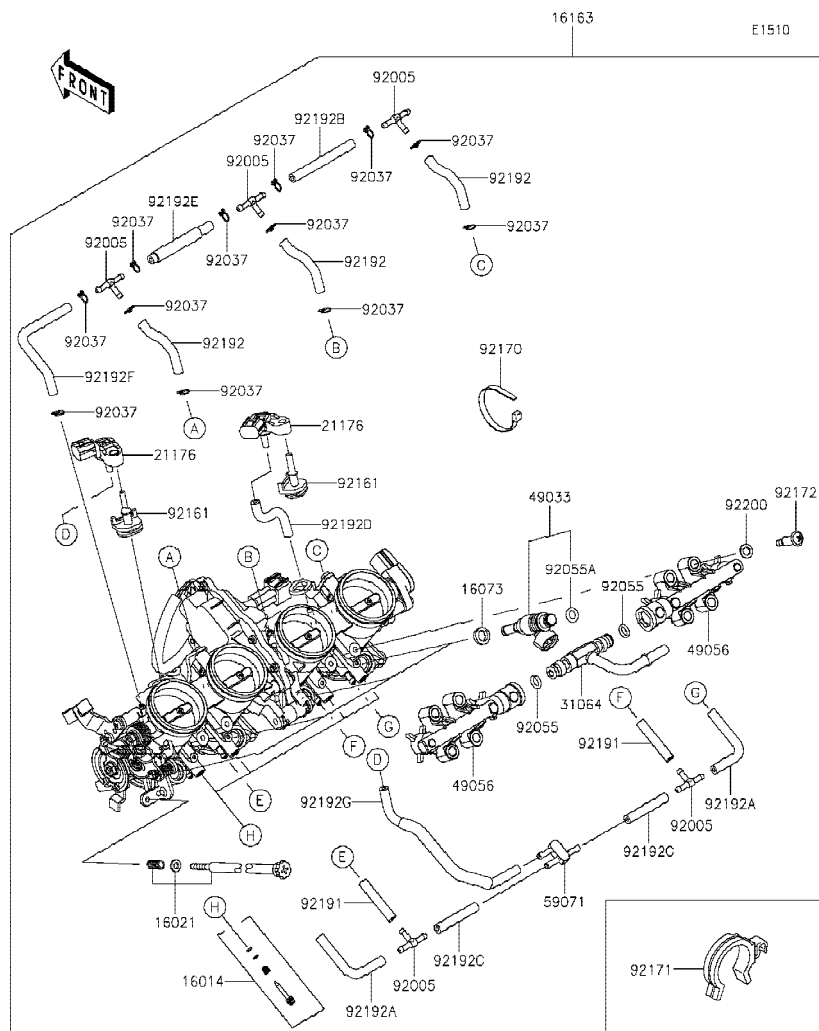 16163
E1510
FRONT
92005
92192B
92037
92037
92037
92005
92037
92192
92192E
92037
92037
92005
92037
92037
92192
C
92037
92037
92037
92192
B
92170
92192F
92037
A
92037
21176
21176
92161
49033
92172
92161
92200
D
92192D
92055A
A
B
C
16073
92055
49056
31064
F
G
G
92055
F
92191
D
E
49056
92192G
92192A
H
92005
92192C
E
59071
92191
16021
H
92192C
92171
92005
16014
92192A